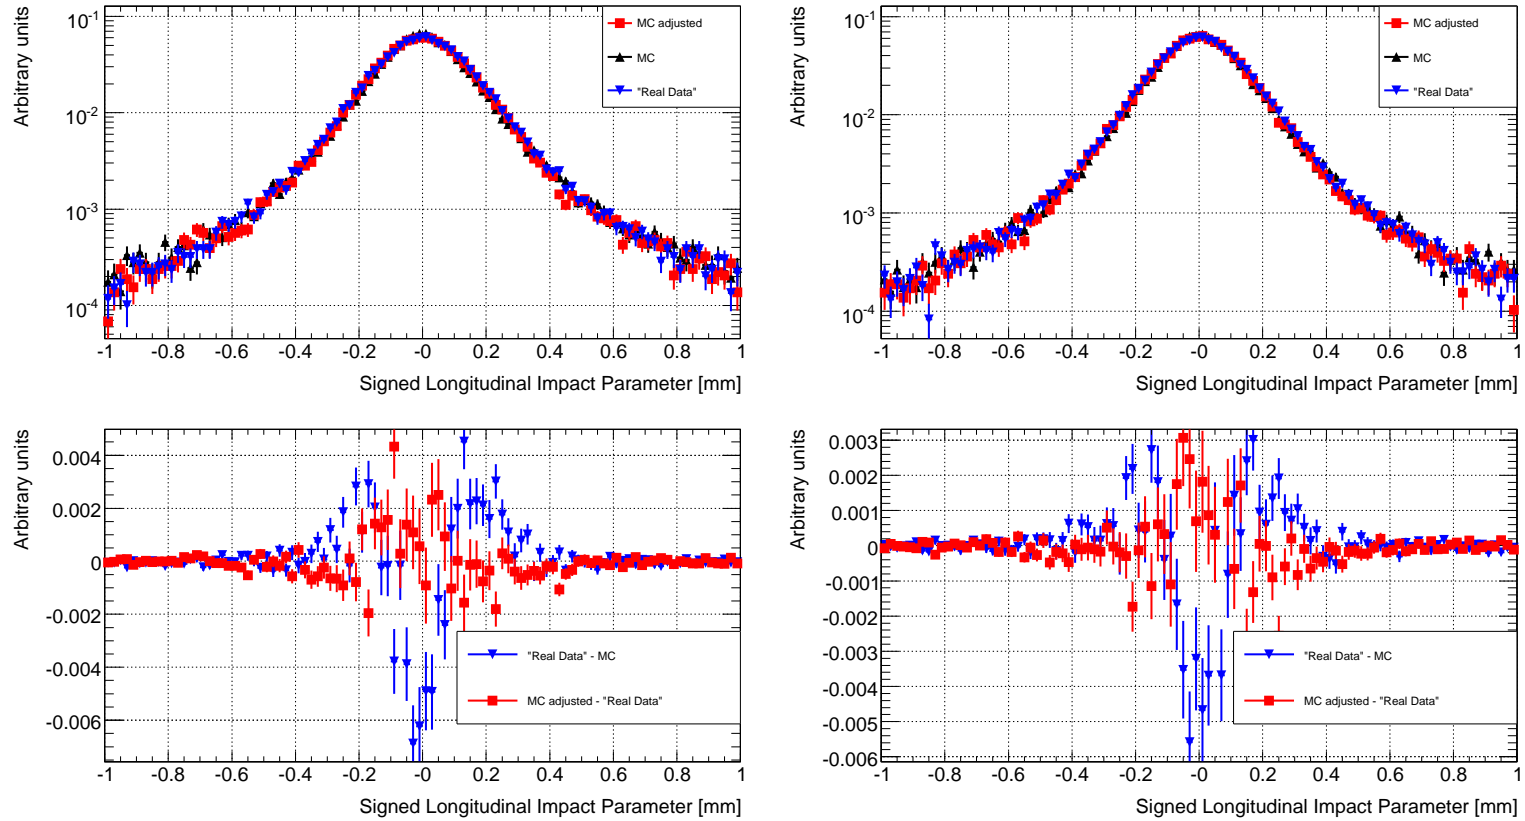 Arbitrary units
10^-1
10^-2
10^-3
10^-4
MC adjusted
MC
"Real Data"
-1 -0.8 -0.6 -0.4 -0.2 -0 0.2 0.4 0.6 0.8 1
Signed Longitudinal Impact Parameter [mm]
Arbitrary units
10^-1
10^-2
10^-3
10^-4
MC adjusted
MC
"Real Data"
-1 -0.8 -0.6 -0.4 -0.2 -0 0.2 0.4 0.6 0.8 1
Signed Longitudinal Impact Parameter [mm]
Arbitrary units
0.004
0.002
0
-0.002
-0.004
-0.006
"Real Data" - MC
MC adjusted - "Real Data"
-1 -0.8 -0.6 -0.4 -0.2 -0 0.2 0.4 0.6 0.8 1
Signed Longitudinal Impact Parameter [mm]
Arbitrary units
0.003
0.002
0.001
0
-0.001
-0.002
-0.003
-0.004
-0.005
-0.006
"Real Data" - MC
MC adjusted - "Real Data"
-1 -0.8 -0.6 -0.4 -0.2 -0 0.2 0.4 0.6 0.8 1
Signed Longitudinal Impact Parameter [mm]